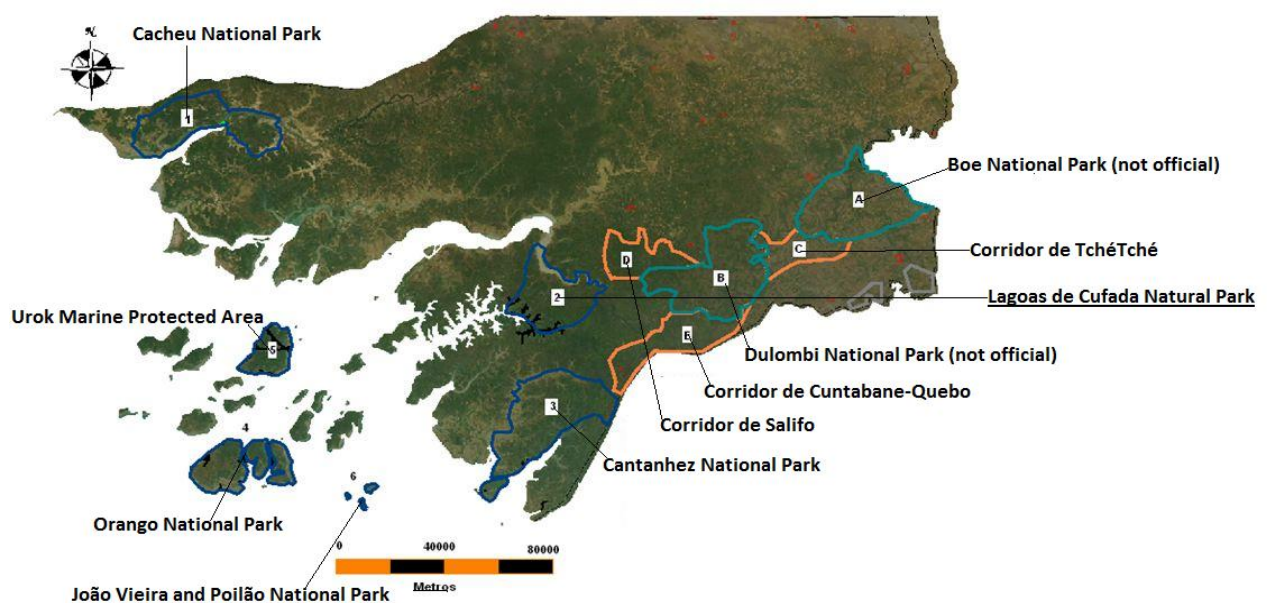 Cacheu National Park
N
1
Boe National Park (not official)
A
C
Corridor de TchéTché
D
B
2
Lagoas de Cufada Natural Park
Urok Marine Protected Area
5
E
Dulombi National Park (not official)
Corridor de Cuntabane-Quebo
3
Corridor de Salifo
4
Cantanhez National Park
6
Orango National Park
0 40000 80000
Metros
João Vieira and Poilão National Park